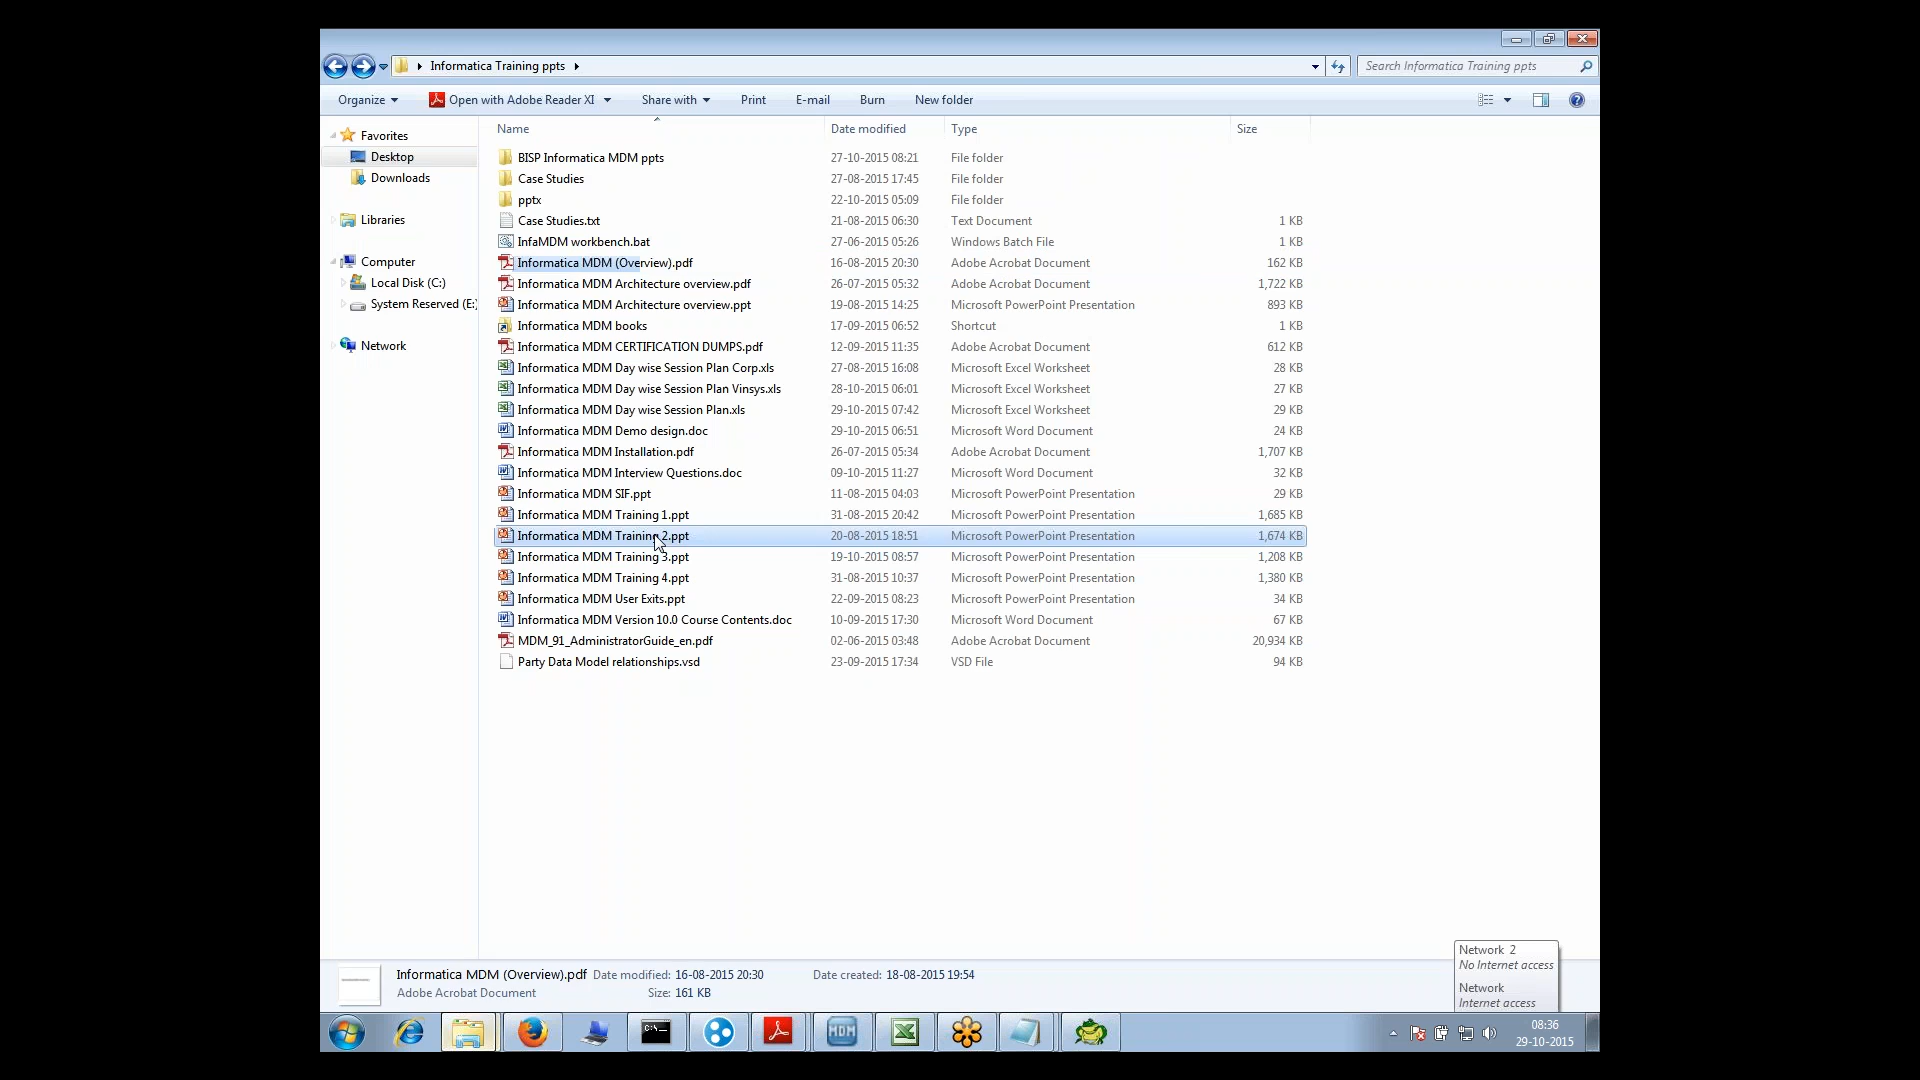 Informatica Training ppts
Search Informatica Training ppts
Organize Open with Adobe Reader XI Share with Print E-mail Burn New folder
Favorites
Desktop
Downloads
Libraries
Computer
Local Disk (C:)
System Reserved (E:
Network
Name Date modified Type Size
BISP Informatica MDM ppts 27-10-2015 08:21 File folder
Case Studies 27-08-2015 17:45 File folder
pptx 22-10-2015 05:09 File folder
Case Studies.txt 21-08-2015 06:30 Text Document 1 KB
InfaMDM workbench.bat 27-06-2015 05:26 Windows Batch File 1 KB
Informatica MDM (Overview).pdf 16-08-2015 20:30 Adobe Acrobat Document 162 KB
Informatica MDM Architecture overview.pdf 26-07-2015 05:32 Adobe Acrobat Document 1,722 KB
Informatica MDM Architecture overview.ppt 19-08-2015 14:25 Microsoft PowerPoint Presentation 893 KB
Informatica MDM books 17-09-2015 06:52 Shortcut 1 KB
Informatica MDM CERTIFICATION DUMPS.pdf 12-09-2015 11:35 Adobe Acrobat Document 612 KB
Informatica MDM Day wise Session Plan Corp.xls 27-08-2015 16:08 Microsoft Excel Worksheet 28 KB
Informatica MDM Day wise Session Plan Vinsys.xls 28-10-2015 06:01 Microsoft Excel Worksheet 27 KB
Informatica MDM Day wise Session Plan.xls 29-10-2015 07:42 Microsoft Excel Worksheet 29 KB
Informatica MDM Demo design.doc 29-10-2015 06:51 Microsoft Word Document 24 KB
Informatica MDM Installation.pdf 26-07-2015 05:34 Adobe Acrobat Document 1,707 KB
Informatica MDM Interview Questions.doc 09-10-2015 11:27 Microsoft Word Document 32 KB
Informatica MDM SIF.ppt 11-08-2015 04:03 Microsoft PowerPoint Presentation 29 KB
Informatica MDM Training 1.ppt 31-08-2015 20:42 Microsoft PowerPoint Presentation 1,685 KB
Informatica MDM Training 2.ppt 20-08-2015 18:51 Microsoft PowerPoint Presentation 1,674 KB
Informatica MDM Training 3.ppt 19-10-2015 08:57 Microsoft PowerPoint Presentation 1,208 KB
Informatica MDM Training 4.ppt 31-08-2015 10:37 Microsoft PowerPoint Presentation 1,380 KB
Informatica MDM User Exits.ppt 22-09-2015 08:23 Microsoft PowerPoint Presentation 34 KB
Informatica MDM Version 10.0 Course Contents.doc 10-09-2015 17:30 Microsoft Word Document 67 KB
MDM_91_AdministratorGuide_en.pdf 02-06-2015 03:48 Adobe Acrobat Document 20,934 KB
Party Data Model relationships.vsd 23-09-2015 17:34 VSD File 94 KB
Informatica MDM (Overview).pdf Date modified: 16-08-2015 20:30 Date created: 18-08-2015 19:54
Adobe Acrobat Document Size: 161 KB
Network 2
No Internet access
Network
Internet access
C:\
MDM
08:36
29-10-2015